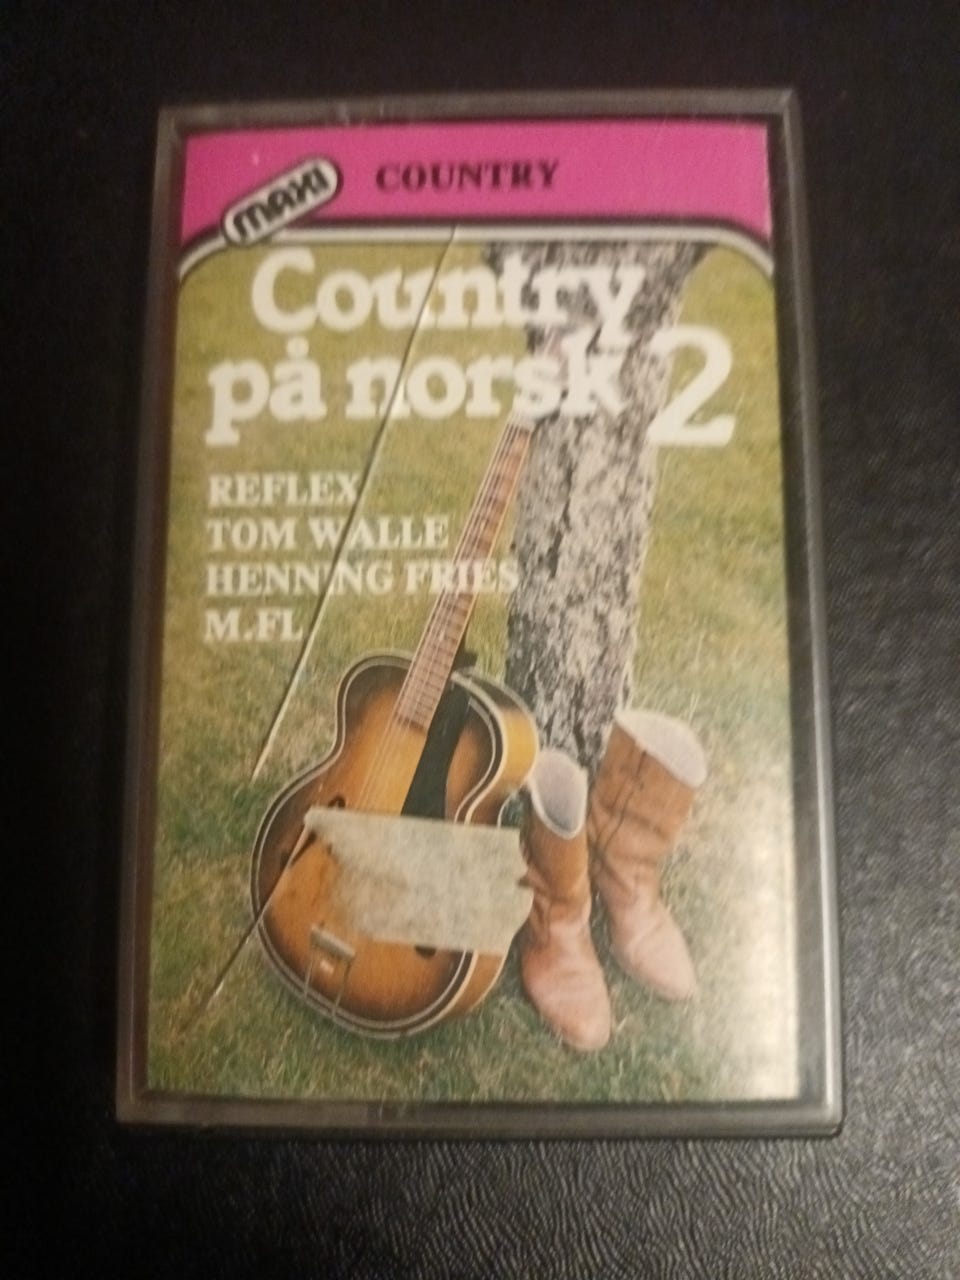 COUNTRY
MAXI
Country
på norsk 2
REFLEX
TOM WALLE
HENNING FRIES
M.FL